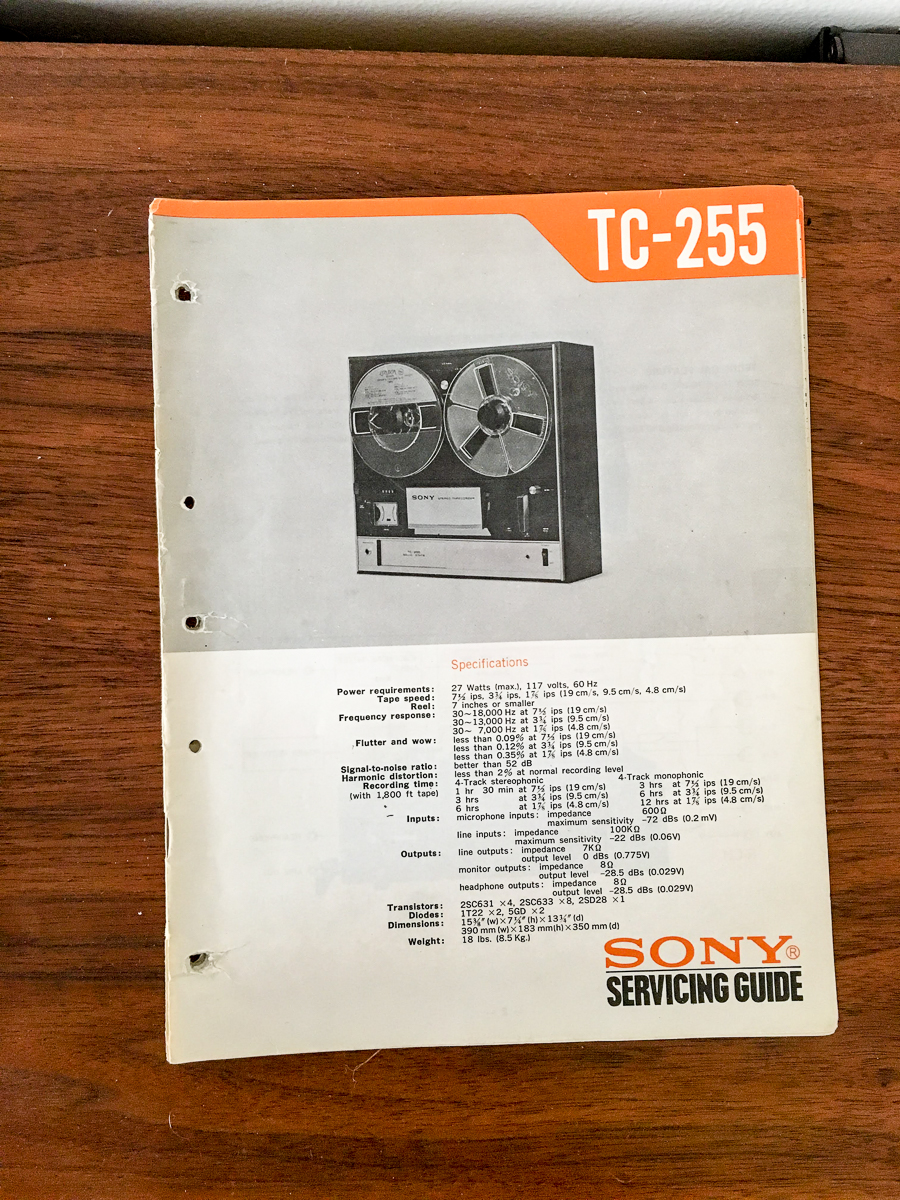 TC-255
SONY STEREO TAPECORDER
Specifications
Power requirements: 27 Watts (max.), 117 volts, 60 Hz
Tape speed: 7½ ips, 3¾ ips, 1⅞ ips (19 cm/s, 9.5 cm/s, 4.8 cm/s)
Reel: 7 inches or smaller
Frequency response: 30~18,000 Hz at 7½ ips (19 cm/s)
30~13,000 Hz at 3¾ ips (9.5 cm/s)
30~ 7,000 Hz at 1⅞ ips (4.8 cm/s)
Flutter and wow: less than 0.09% at 7½ ips (19 cm/s)
less than 0.12% at 3¾ ips (9.5 cm/s)
less than 0.35% at 1⅞ ips (4.8 cm/s)
Signal-to-noise ratio: better than 52 dB
Harmonic distortion: less than 2% at normal recording level
Recording time: 4-Track stereophonic 4-Track monophonic
(with 1,800 ft tape) 1 hr 30 min at 7½ ips (19 cm/s) 3 hrs at 7½ ips (19 cm/s)
3 hrs at 3¾ ips (9.5 cm/s) 6 hrs at 3¾ ips (9.5 cm/s)
6 hrs at 1⅞ ips (4.8 cm/s) 12 hrs at 1⅞ ips (4.8 cm/s)
Inputs: microphone inputs: impedance 600Ω
maximum sensitivity -72 dBs (0.2 mV)
line inputs: impedance 100KΩ
maximum sensitivity -22 dBs (0.06V)
Outputs: line outputs: impedance 7KΩ
output level 0 dBs (0.775V)
monitor outputs: impedance 8Ω
output level -28.5 dBs (0.029V)
headphone outputs: impedance 8Ω
output level -28.5 dBs (0.029V)
Transistors: 2SC631 ×4, 2SC633 ×8, 2SD28 ×1
Diodes: 1T22 ×2, 5GD ×2
Dimensions: 15⅜″(w)×7¼″(h)×13¾″(d)
390 mm(w)×183 mm(h)×350 mm(d)
Weight: 18 lbs. (8.5 Kg.)
SONY®
SERVICING GUIDE